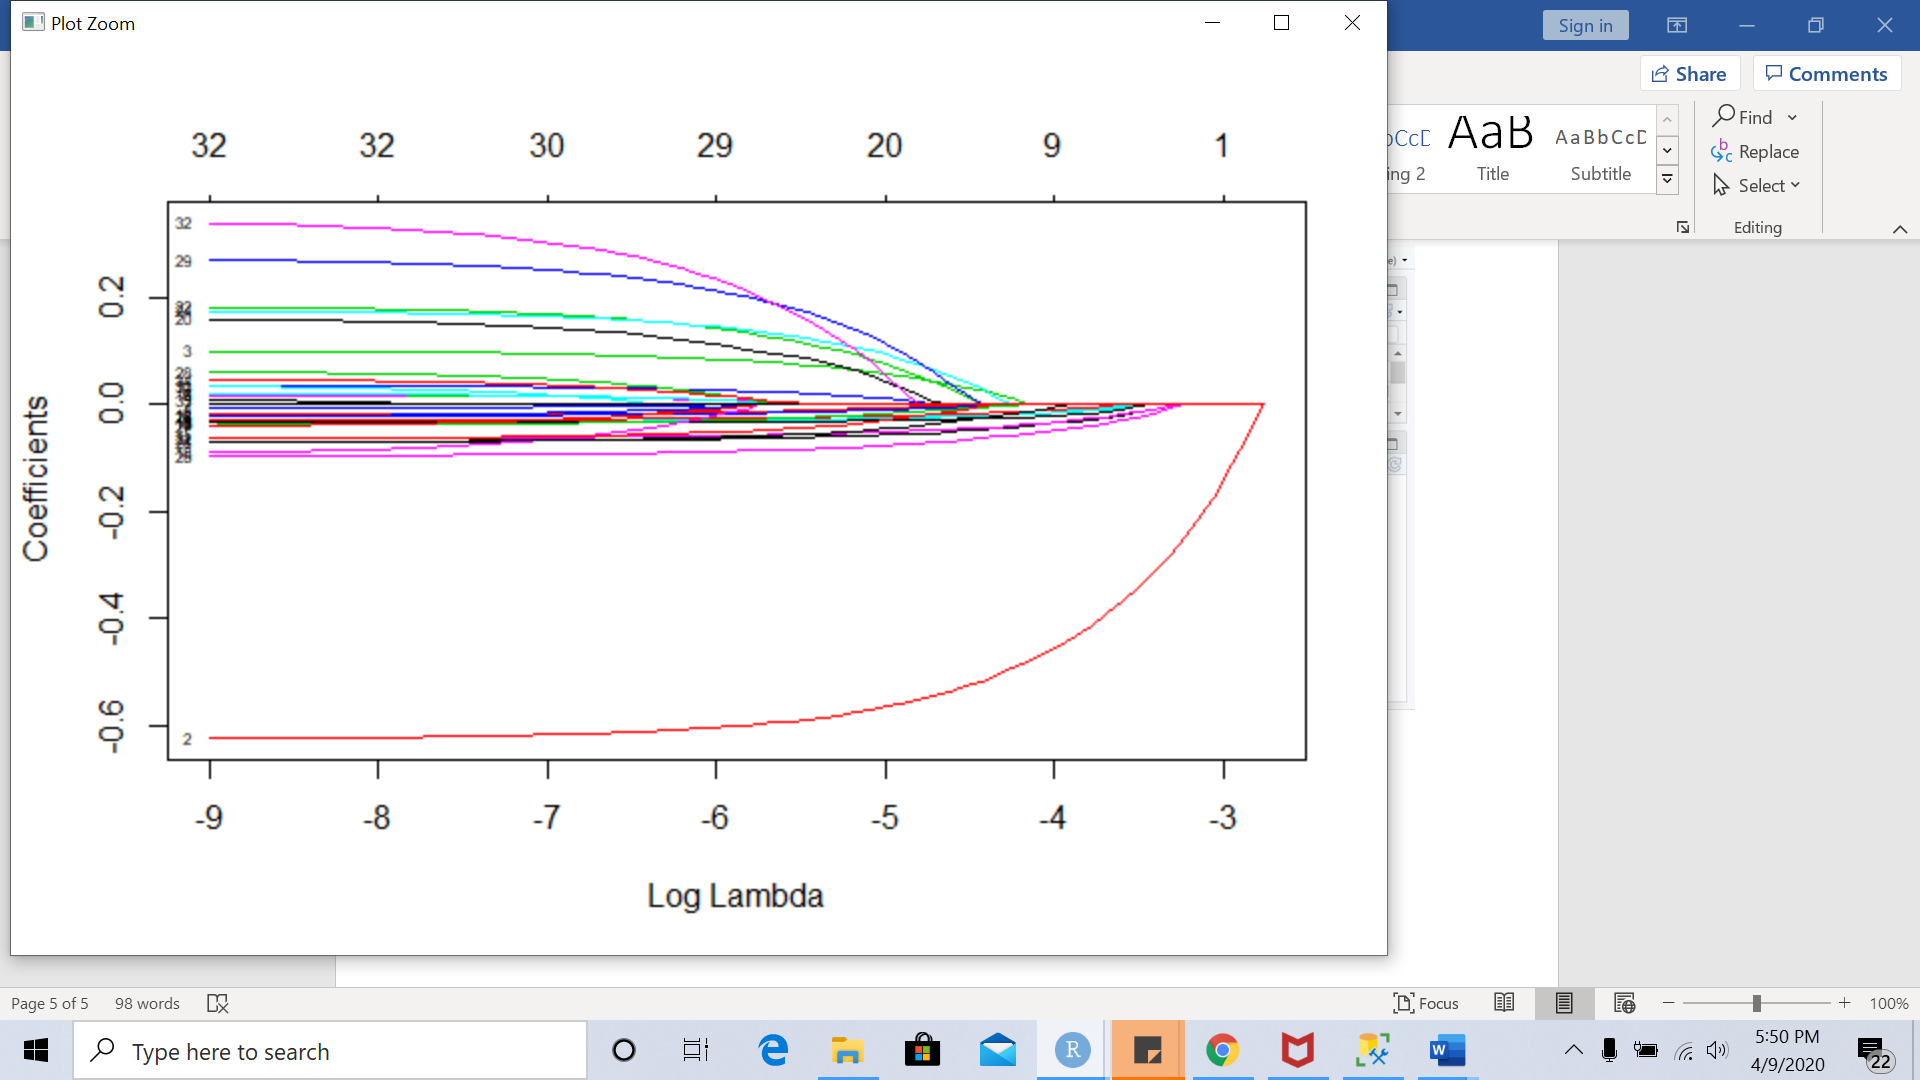 Plot Zoom
Sign in
Share
Comments
AaB
AaBbCcD
Title
Subtitle
Find
Replace
Select
Editing
32 32 30 29 20 9 1
32
29
20
3
28
2
0.2
0.0
-0.2
-0.4
-0.6
Coefficients
-9 -8 -7 -6 -5 -4 -3
Log Lambda
Page 5 of 5
98 words
Focus
100%
Type here to search
R
W
5:50 PM
4/9/2020
22